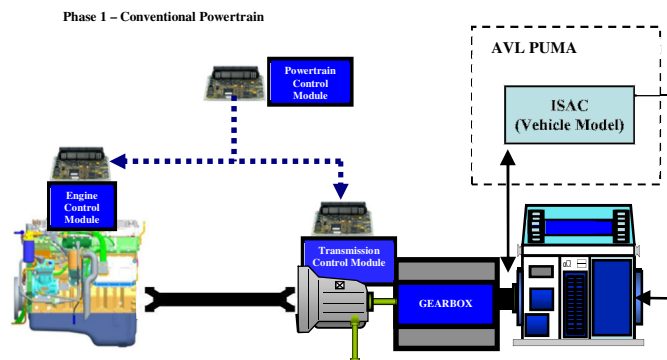 Phase 1 – Conventional Powertrain
AVL PUMA
Powertrain
Control
Module
ISAC
(Vehicle Model)
Engine
Control
Module
Transmission
Control Module
GEARBOX